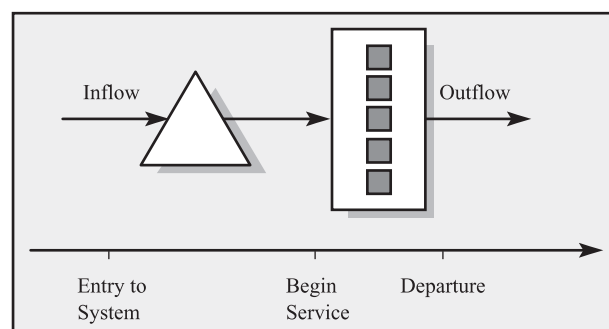 Inflow
Outflow
Entry to
System
Begin
Service
Departure